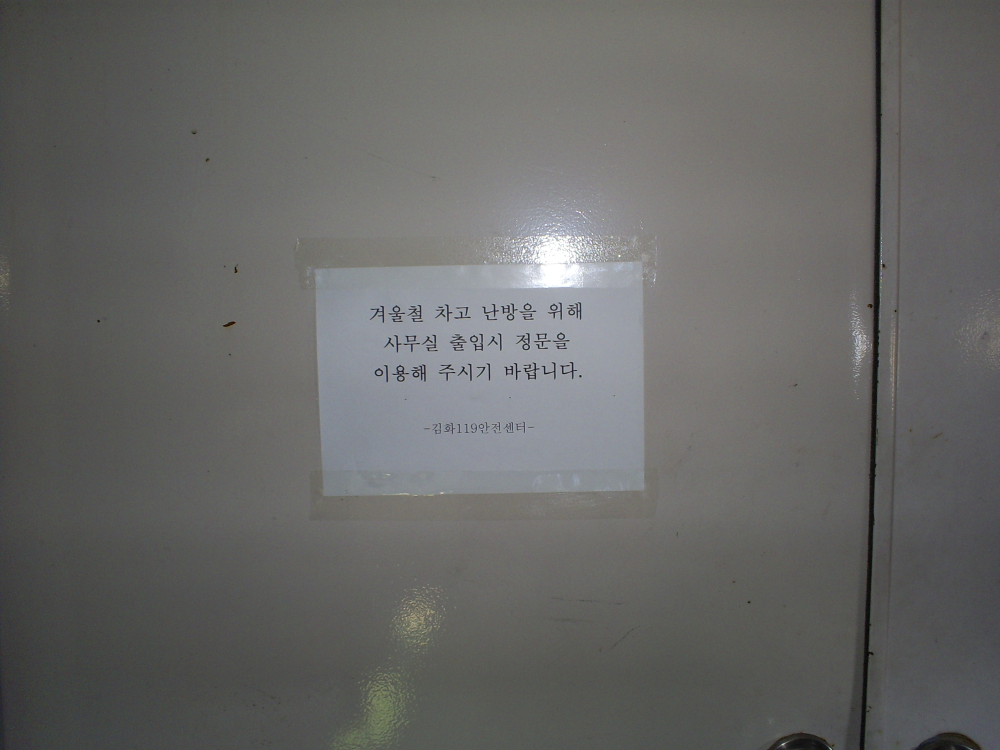 겨울철 차고 난방을 위해
사무실 출입시 정문을
이용해 주시기 바랍니다.
-김화119안전센터-